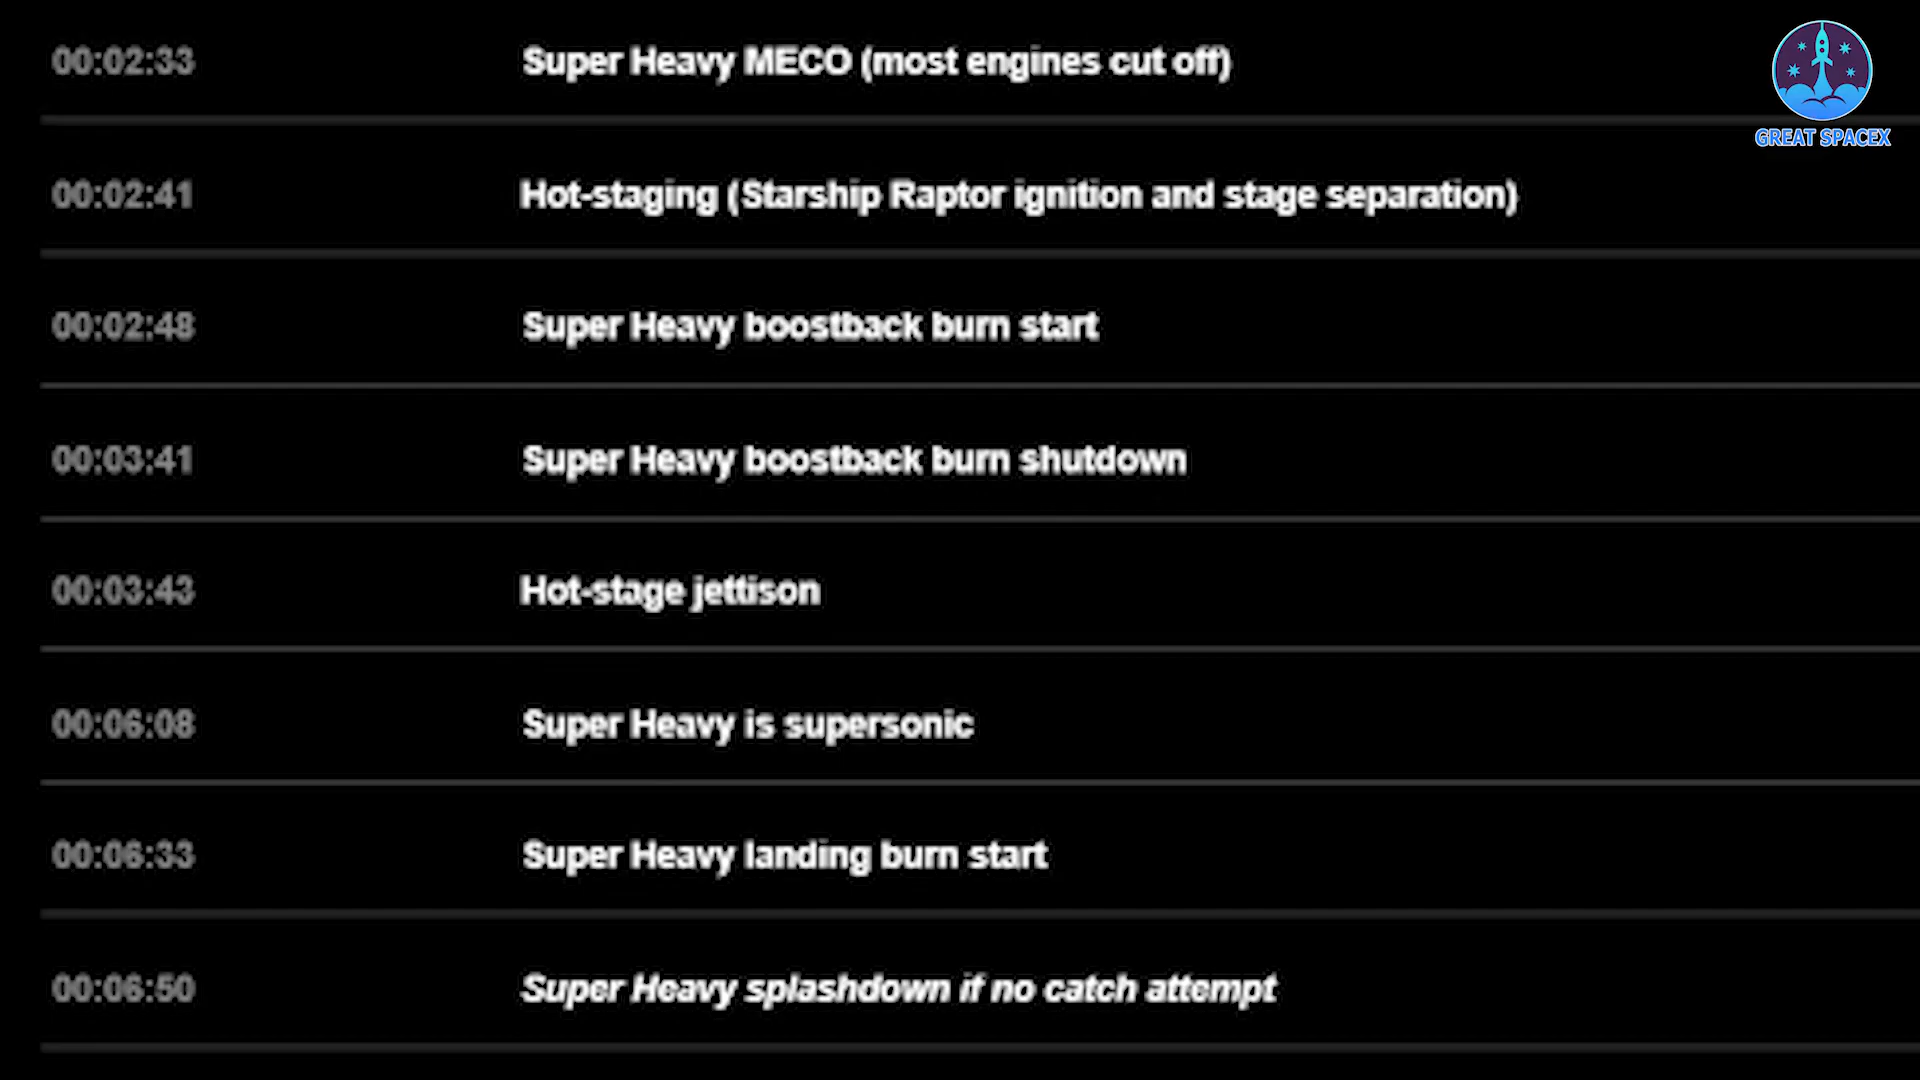 00:02:33 Super Heavy MECO (most engines cut off)
GREAT SPACEX
00:02:41 Hot-staging (Starship Raptor ignition and stage separation)
00:02:48 Super Heavy boostback burn start
00:03:41 Super Heavy boostback burn shutdown
00:03:43 Hot-stage jettison
00:06:08 Super Heavy is supersonic
00:06:33 Super Heavy landing burn start
00:06:50 Super Heavy splashdown if no catch attempt